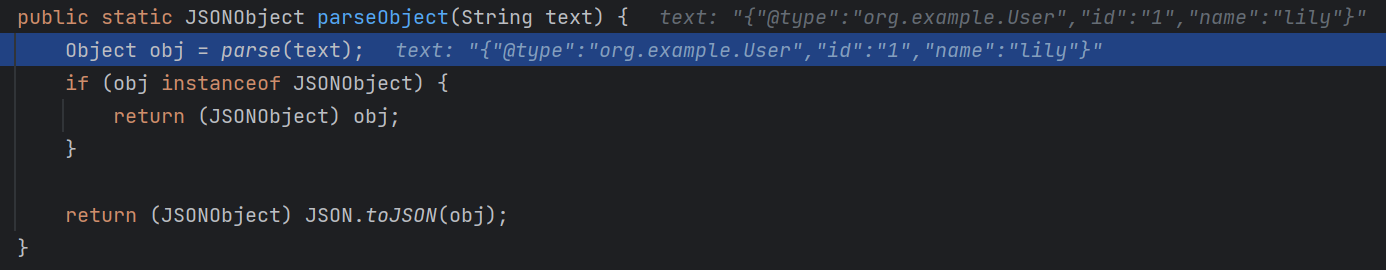 public static JSONObject parseObject(String text) {   text: "{"@type":"org.example.User","id":"1","name":"lily"}"
    Object obj = parse(text);   text: "{"@type":"org.example.User","id":"1","name":"lily"}"
    if (obj instanceof JSONObject) {
        return (JSONObject) obj;
    }

    return (JSONObject) JSON.toJSON(obj);
}